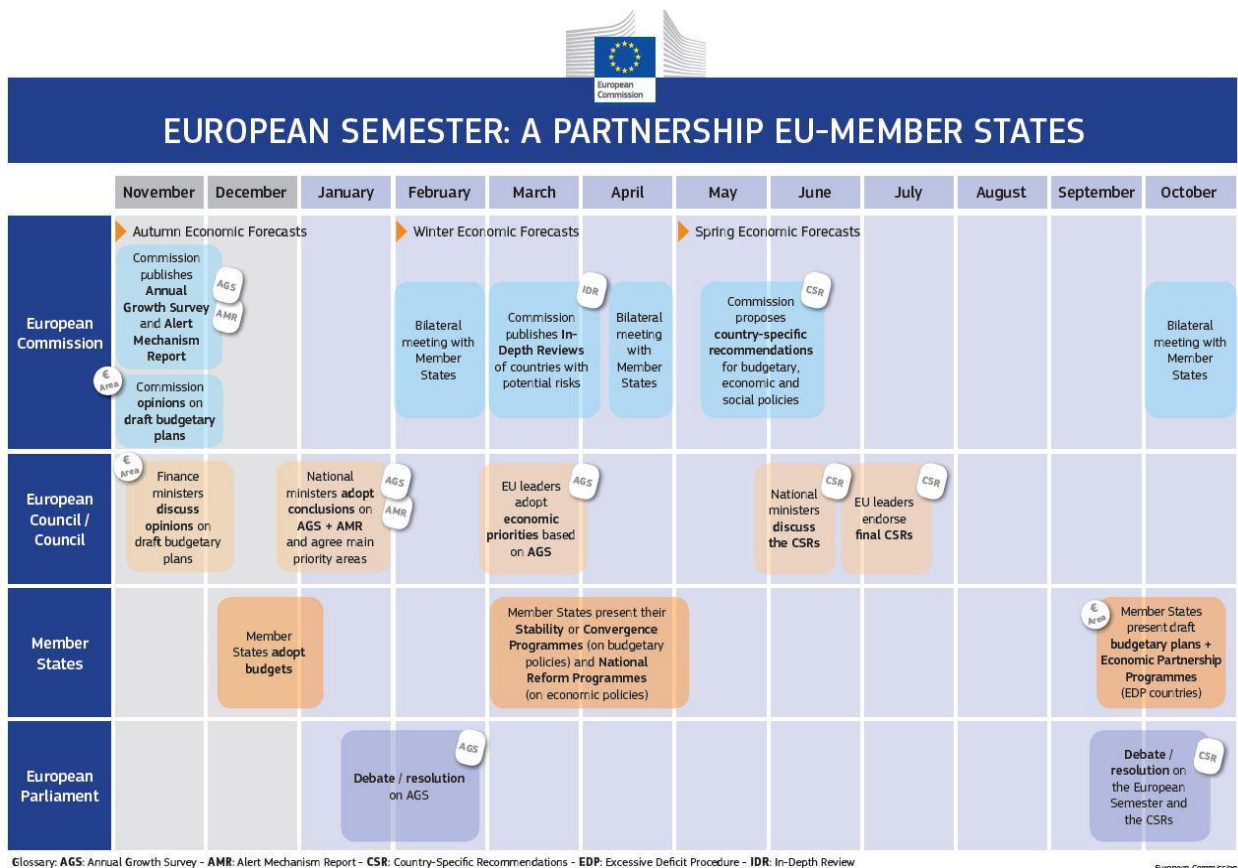 European
Commission
EUROPEAN SEMESTER: A PARTNERSHIP EU-MEMBER STATES
November December January February March April May June July August September October
European
Commission
Autumn Economic Forecasts
Winter Economic Forecasts
Spring Economic Forecasts
Commission
publishes
Annual
Growth Survey
and Alert
Mechanism
Report
AGS
AMR
€
Area
Commission
opinions on
draft budgetary
plans
Bilateral
meeting with
Member
States
Commission
publishes In-
Depth Reviews
of countries with
potential risks
IDR
Bilateral
meeting
with
Member
States
Commission
proposes
country-specific
recommendations
for budgetary,
economic and
social policies
CSR
Bilateral
meeting with
Member
States
European
Council /
Council
€
Area
Finance
ministers
discuss
opinions on
draft budgetary
plans
National
ministers adopt
conclusions on
AGS + AMR
and agree main
priority areas
AGS
AMR
EU leaders
adopt
economic
priorities based
on AGS
AGS
National
ministers
discuss
the CSRs
CSR
EU leaders
endorse
final CSRs
CSR
Member
States
Member
States adopt
budgets
Member States present their
Stability or Convergence
Programmes (on budgetary
policies) and National
Reform Programmes
(on economic policies)
€
Area
Member States
present draft
budgetary plans +
Economic Partnership
Programmes
(EDP countries)
European
Parliament
Debate / resolution
on AGS
AGS
Debate /
resolution on
the European
Semester and
the CSRs
CSR
Glossary: AGS: Annual Growth Survey - AMR: Alert Mechanism Report - CSR: Country-Specific Recommendations - EDP: Excessive Deficit Procedure - IDR: In-Depth Review
European Commission